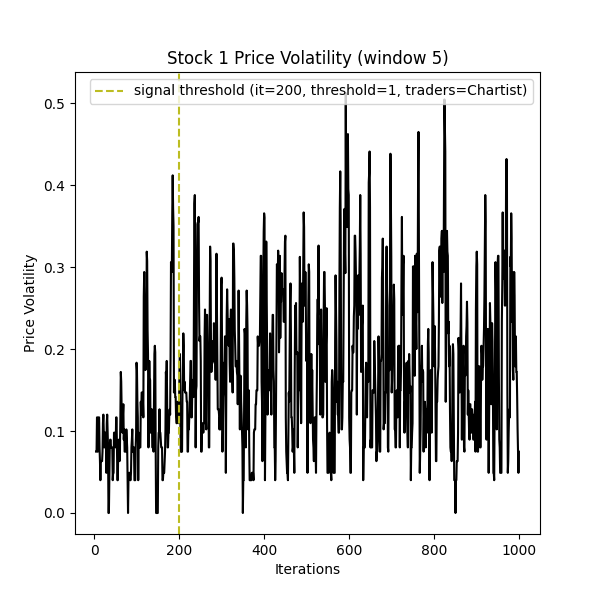 Stock 1 Price Volatility (window 5)
signal threshold (it=200, threshold=1, traders=Chartist)
0.5
0.4
0.3
0.2
0.1
0.0
Price Volatility
0 200 400 600 800 1000
Iterations